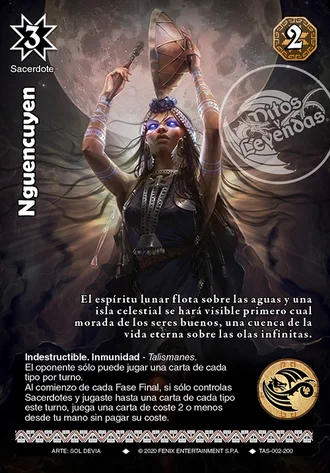 3
2
Sacerdote
Mitos
y
Leyendas
Nguencuyen
El espíritu lunar flota sobre las aguas y una
isla celestial se hará visible primero cual
morada de los seres buenos, una cuenca de la
vida eterna sobre las olas infinitas.
Indestructible. Inmunidad - Talismanes.
El oponente sólo puede jugar una carta de cada
tipo por turno.
Al comienzo de cada Fase Final, si sólo controlas
Sacerdotes y jugaste hasta una carta de cada tipo
este turno, juega una carta de coste 2 o menos
desde tu mano sin pagar su coste.
ARTE: SOL DEVIA © 2020 FENIX ENTERTAINMENT S.P.A. TAS-002-200